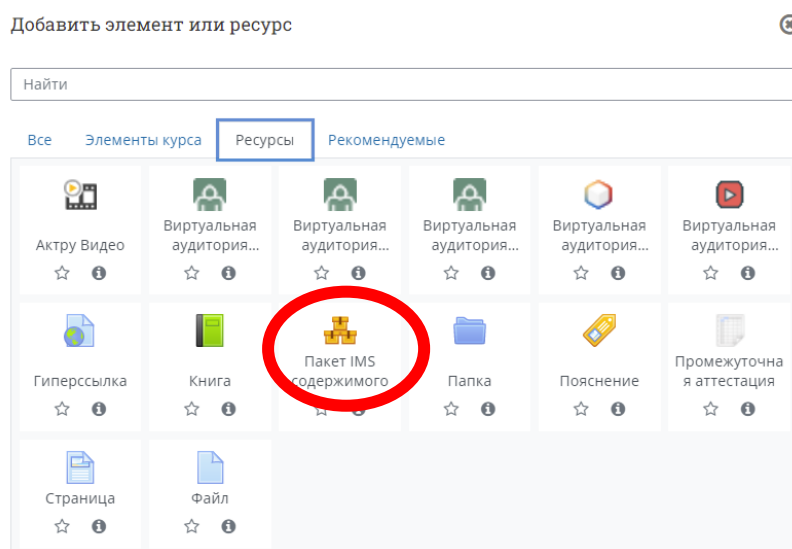 Добавить элемент или ресурс
Найти
Все Элементы курса Ресурсы Рекомендуемые
Актру Видео
Виртуальная аудитория...
Виртуальная аудитория...
Виртуальная аудитория...
Виртуальная аудитория...
Виртуальная аудитория...
Гиперссылка
Книга
Пакет IMS
содержимого
Папка
Пояснение
Промежуточна
я аттестация
Страница
Файл